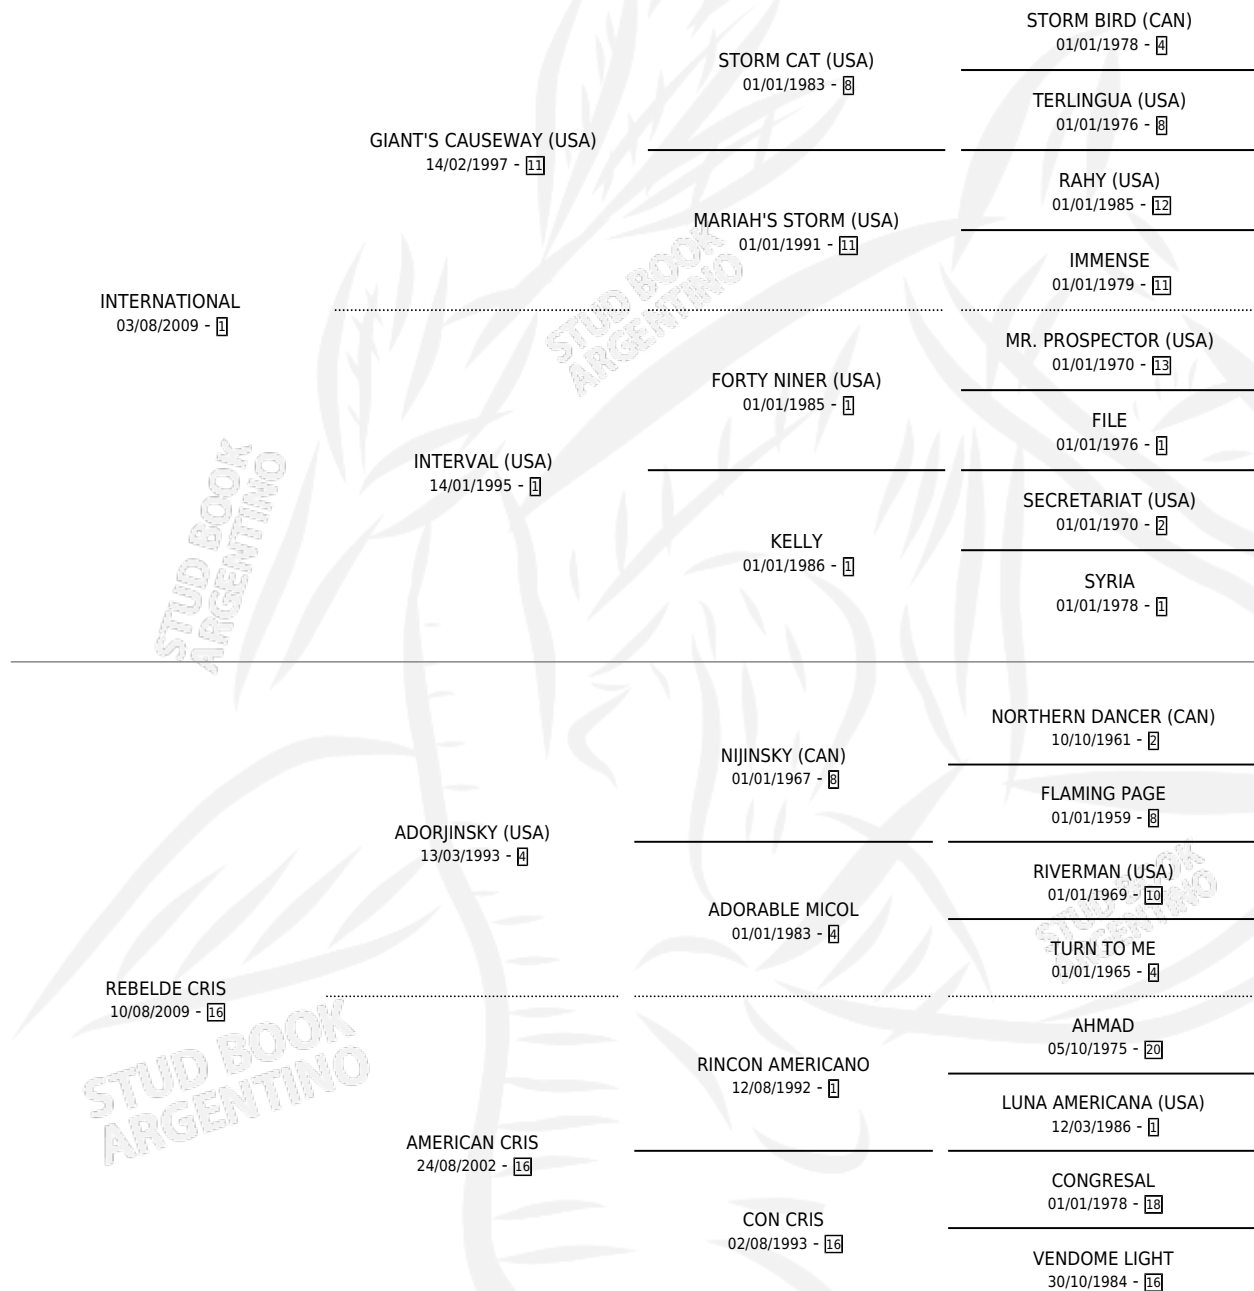 STORM BIRD (CAN)
01/01/1978 - 4
STORM CAT (USA)
01/01/1983 - 8
TERLINGUA (USA)
01/01/1976 - 8
GIANT'S CAUSEWAY (USA)
14/02/1997 - 11
RAHY (USA)
01/01/1985 - 12
MARIAH'S STORM (USA)
01/01/1991 - 11
IMMENSE
01/01/1979 - 11
INTERNATIONAL
03/08/2009 - 1
MR. PROSPECTOR (USA)
01/01/1970 - 13
FORTY NINER (USA)
01/01/1985 - 1
FILE
01/01/1976 - 1
INTERVAL (USA)
14/01/1995 - 1
SECRETARIAT (USA)
01/01/1970 - 2
KELLY
01/01/1986 - 1
SYRIA
01/01/1978 - 1
NORTHERN DANCER (CAN)
10/10/1961 - 2
NIJINSKY (CAN)
01/01/1967 - 8
FLAMING PAGE
01/01/1959 - 8
ADORJINSKY (USA)
13/03/1993 - 4
RIVERMAN (USA)
01/01/1969 - 10
ADORABLE MICOL
01/01/1983 - 4
TURN TO ME
01/01/1965 - 4
REBELDE CRIS
10/08/2009 - 16
AHMAD
05/10/1975 - 20
RINCON AMERICANO
12/08/1992 - 1
LUNA AMERICANA (USA)
12/03/1986 - 1
AMERICAN CRIS
24/08/2002 - 16
CONGRESAL
01/01/1978 - 18
CON CRIS
02/08/1993 - 16
VENDOME LIGHT
30/10/1984 - 16
STUD BOOK
ARGENTINO
STUD BOOK
ARGENTINO
STUD BOOK
ARGENTINO
STUD BOOK
ARGENTINO